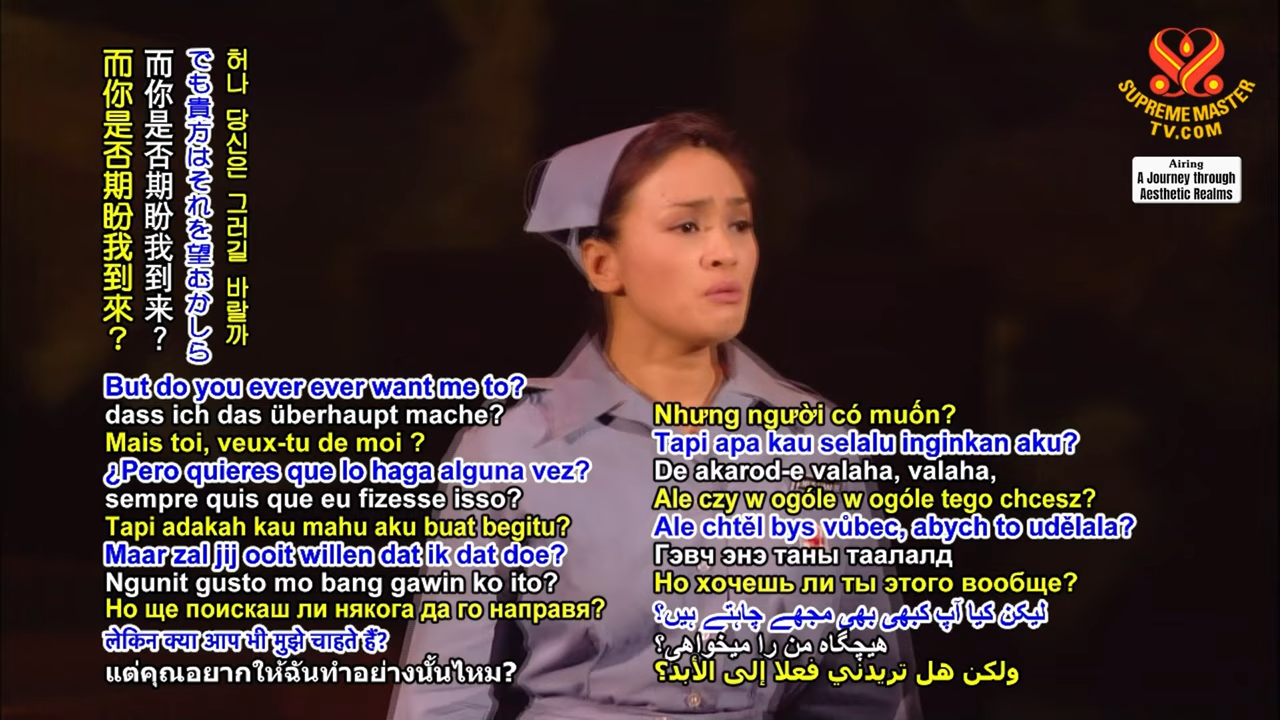 而你是否期盼我到來？
而你是否期盼我到来？
でも貴方はそれを望むかしら
허나 당신은 그러길 바랄까
SUPREME MASTER
TV.COM
Airing
A Journey through
Aesthetic Realms
But do you ever ever want me to?
dass ich das überhaupt mache?
Mais toi, veux-tu de moi ?
¿Pero quieres que lo haga alguna vez?
sempre quis que eu fizesse isso?
Tapi adakah kau mahu aku buat begitu?
Maar zal jij ooit willen dat ik dat doe?
Ngunit gusto mo bang gawin ko ito?
Но ще поискаш ли някога да го направя?
लेकिन क्या आप भी मुझे चाहते हैं?
แต่คุณอยากให้ฉันทำอย่างนั้นไหม?
Nhưng người có muốn?
Tapi apa kau selalu inginkan aku?
De akarod-e valaha, valaha,
Ale czy w ogóle w ogóle tego chcesz?
Ale chtěl bys vůbec, abych to udělala?
Гэвч энэ таны таалалд
Но хочешь ли ты этого вообще?
لیکن کیا آپ کبھی بھی مجھے چاہتے ہیں؟
هیچگاه من را میخواهی؟
ولكن هل تريدني فعلا إلى الأبد؟